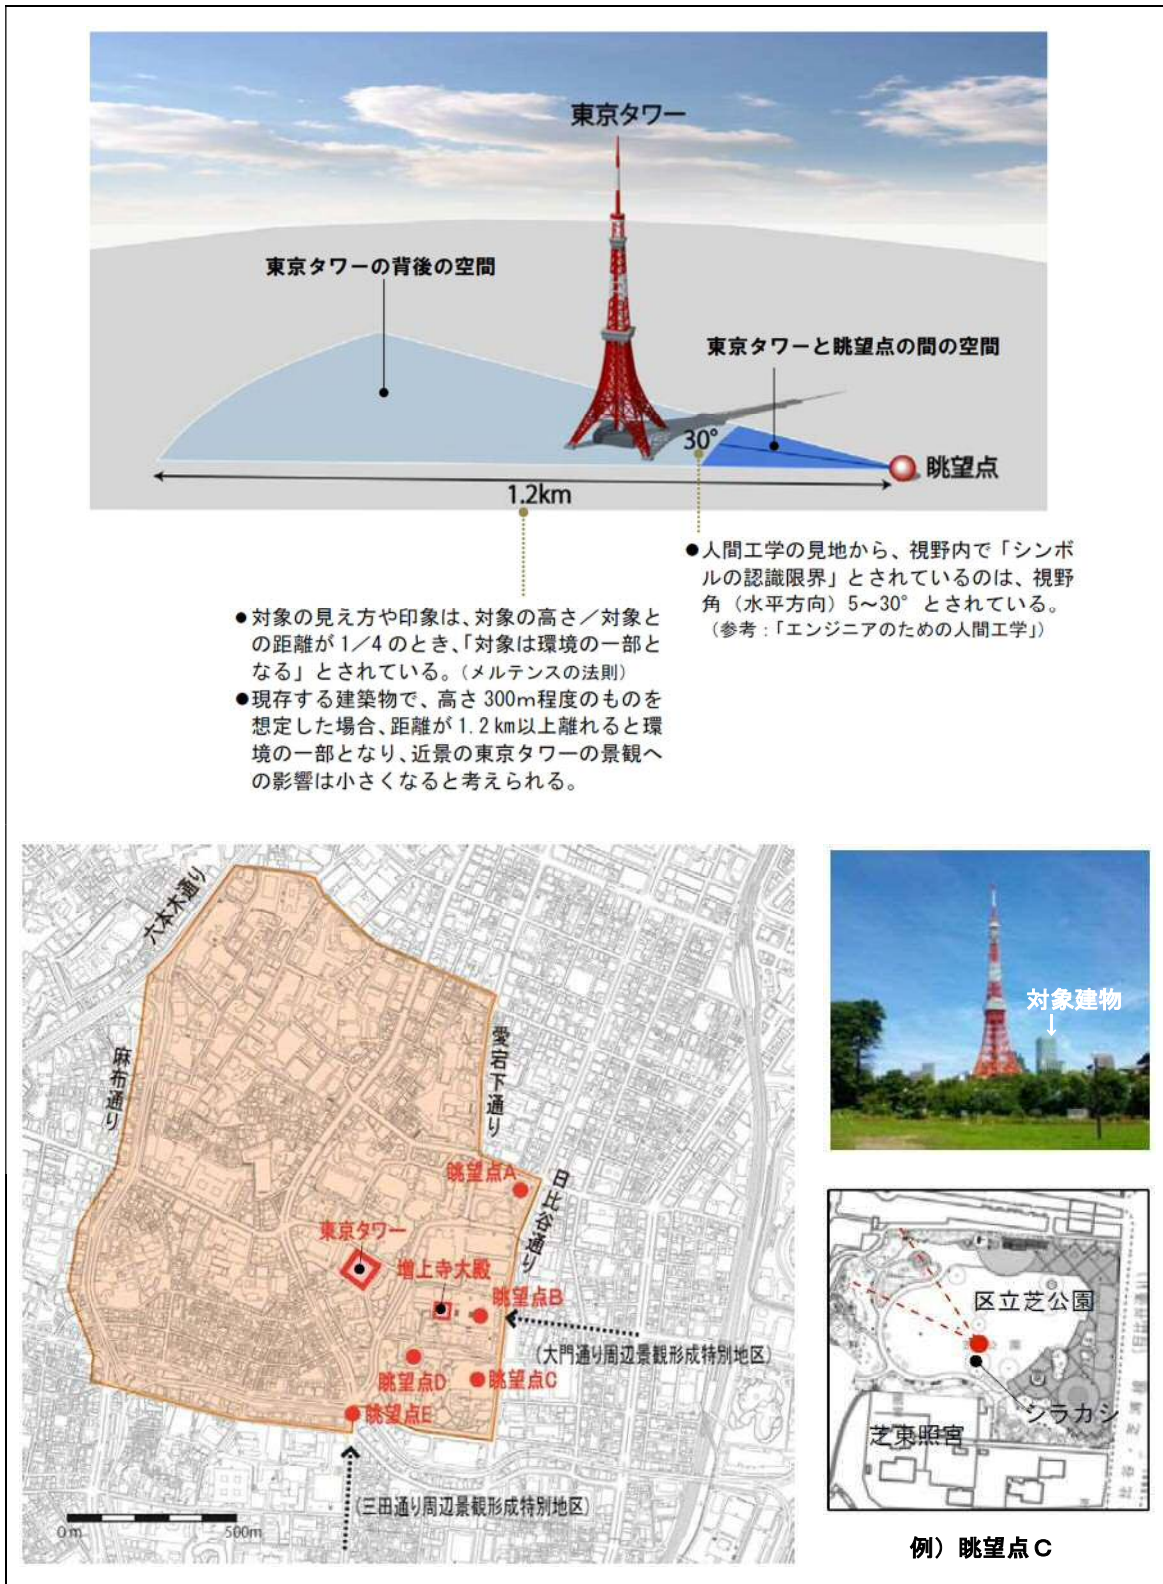 東京タワー
東京タワーの背後の空間
東京タワーと眺望点の間の空間
30°
眺望点
1.2km
●人間工学の見地から、視野内で「シンボ
ルの認識限界」とされているのは、視野
角（水平方向）5～30°とされている。
（参考：「エンジニアのための人間工学」）
●対象の見え方や印象は、対象の高さ／対象と
の距離が1／4のとき、「対象は環境の一部と
なる」とされている。（メルテンスの法則）
●現存する建築物で、高さ300ｍ程度のものを
想定した場合、距離が1.2㎞以上離れると環
境の一部となり、近景の東京タワーの景観へ
の影響は小さくなると考えられる。
六本木通り
麻布通り
愛宕下通り
日比谷通り
眺望点A
東京タワー
増上寺大殿
眺望点B
（大門通り周辺景観形成特別地区）
眺望点D
眺望点C
眺望点E
（三田通り周辺景観形成特別地区）
0 m
500m
対象建物
↓
区立芝公園
シラカシ
芝東照宮
例）眺望点C